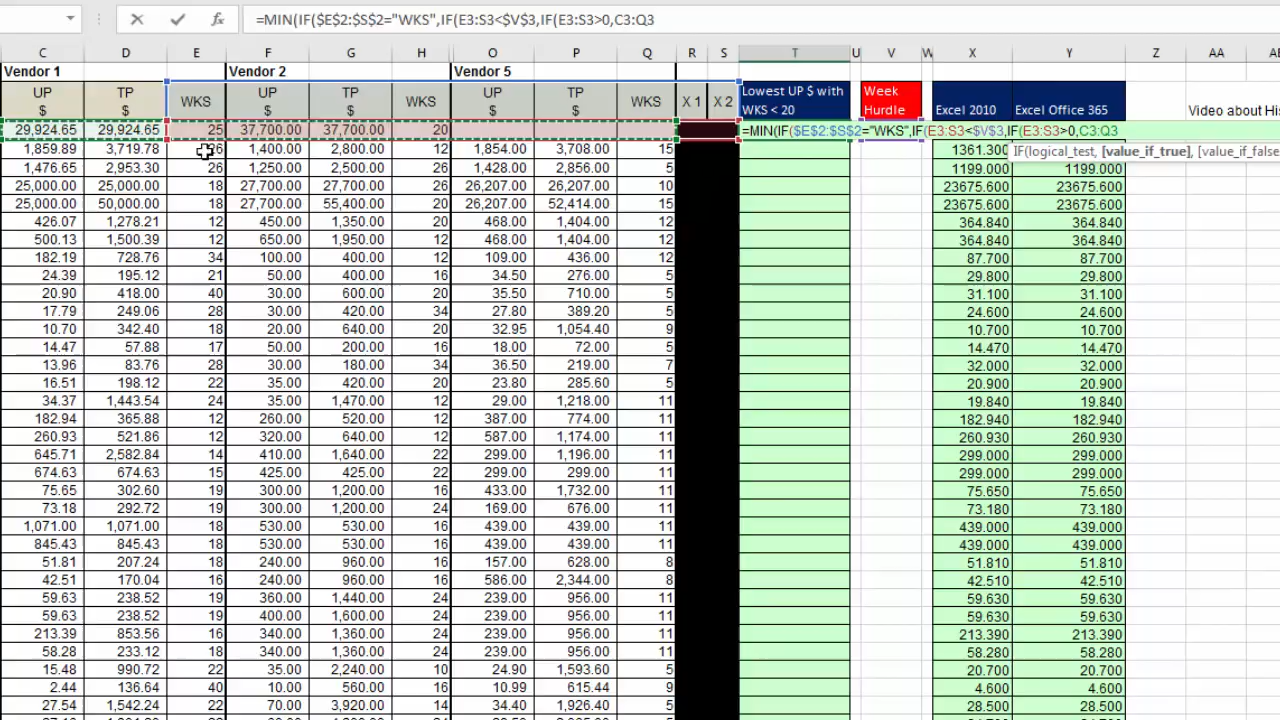 =MIN(IF($E$2:$S$2="WKS",IF(E3:S3<$V$3,IF(E3:S3>0,C3:Q3
C D E F G H O P Q R S T U V W X Y Z AA
Vendor 1 Vendor 2 Vendor 5
UP $ TP $ WKS UP $ TP $ WKS UP $ TP $ WKS X 1 X 2 Lowest UP $ with WKS < 20 Week Hurdle Excel 2010 Excel Office 365 Video about His
29,924.65 29,924.65 25 37,700.00 37,700.00 20 =MIN(IF($E$2:$S$2="WKS",IF(E3:S3<$V$3,IF(E3:S3>0,C3:Q3
1,859.89 3,719.78 26 1,400.00 2,800.00 12 1,854.00 3,708.00 15 1361.300 IF(logical_test, [value_if_true], [value_if_false
1,476.65 2,953.30 26 1,250.00 2,500.00 26 1,428.00 2,856.00 5 1199.000 1199.000
25,000.00 25,000.00 18 27,700.00 27,700.00 26 26,207.00 26,207.00 10 23675.600 23675.600
25,000.00 50,000.00 18 27,700.00 55,400.00 20 26,207.00 52,414.00 15 23675.600 23675.600
426.07 1,278.21 12 450.00 1,350.00 20 468.00 1,404.00 12 364.840 364.840
500.13 1,500.39 12 650.00 1,950.00 12 468.00 1,404.00 12 364.840 364.840
182.19 728.76 34 100.00 400.00 12 109.00 436.00 12 87.700 87.700
24.39 195.12 21 50.00 400.00 16 34.50 276.00 5 29.800 29.800
20.90 418.00 40 30.00 600.00 20 35.50 710.00 5 31.100 31.100
17.79 249.06 28 30.00 420.00 34 27.80 389.20 5 24.600 24.600
10.70 342.40 18 20.00 640.00 20 32.95 1,054.40 9 10.700 10.700
14.47 57.88 17 50.00 200.00 16 18.00 72.00 5 14.470 14.470
13.96 83.76 28 30.00 180.00 34 36.50 219.00 7 32.000 32.000
16.51 198.12 22 35.00 420.00 20 23.80 285.60 5 20.900 20.900
34.37 1,443.54 24 35.00 1,470.00 12 29.00 1,218.00 11 19.840 19.840
182.94 365.88 12 260.00 520.00 12 387.00 774.00 11 182.940 182.940
260.93 521.86 12 320.00 640.00 12 587.00 1,174.00 11 260.930 260.930
645.71 2,582.84 14 410.00 1,640.00 22 299.00 1,196.00 11 299.000 299.000
674.63 674.63 15 425.00 425.00 22 299.00 299.00 11 299.000 299.000
75.65 302.60 19 300.00 1,200.00 16 433.00 1,732.00 11 75.650 75.650
73.18 292.72 19 300.00 1,200.00 24 169.00 676.00 11 73.180 73.180
1,071.00 1,071.00 18 530.00 530.00 16 439.00 439.00 11 439.000 439.000
845.43 845.43 18 530.00 530.00 24 439.00 439.00 11 439.000 439.000
51.81 207.24 18 240.00 960.00 16 157.00 628.00 8 51.810 51.810
42.51 170.04 16 240.00 960.00 16 586.00 2,344.00 8 42.510 42.510
59.63 238.52 19 360.00 1,440.00 24 239.00 956.00 11 59.630 59.630
59.63 238.52 19 400.00 1,600.00 24 239.00 956.00 11 59.630 59.630
213.39 853.56 16 340.00 1,360.00 24 239.00 956.00 11 213.390 213.390
58.28 233.12 18 340.00 1,360.00 24 239.00 956.00 11 58.280 58.280
15.48 990.72 22 35.00 2,240.00 10 24.90 1,593.60 5 20.700 20.700
2.44 136.64 40 10.00 560.00 16 10.99 615.44 9 4.600 4.600
27.54 1,542.24 22 70.00 3,920.00 14 34.40 1,926.40 5 28.500 28.500